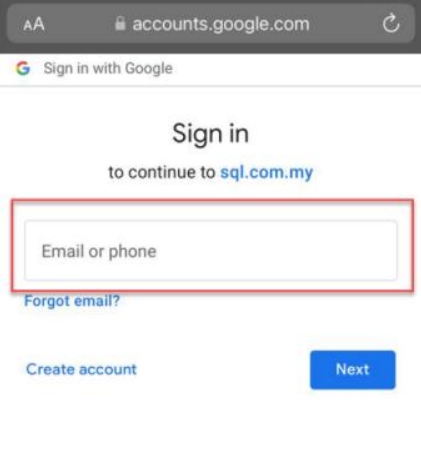 AA accounts.google.com
Sign in with Google
Sign in
to continue to sql.com.my
Email or phone
Forgot email?
Create account Next